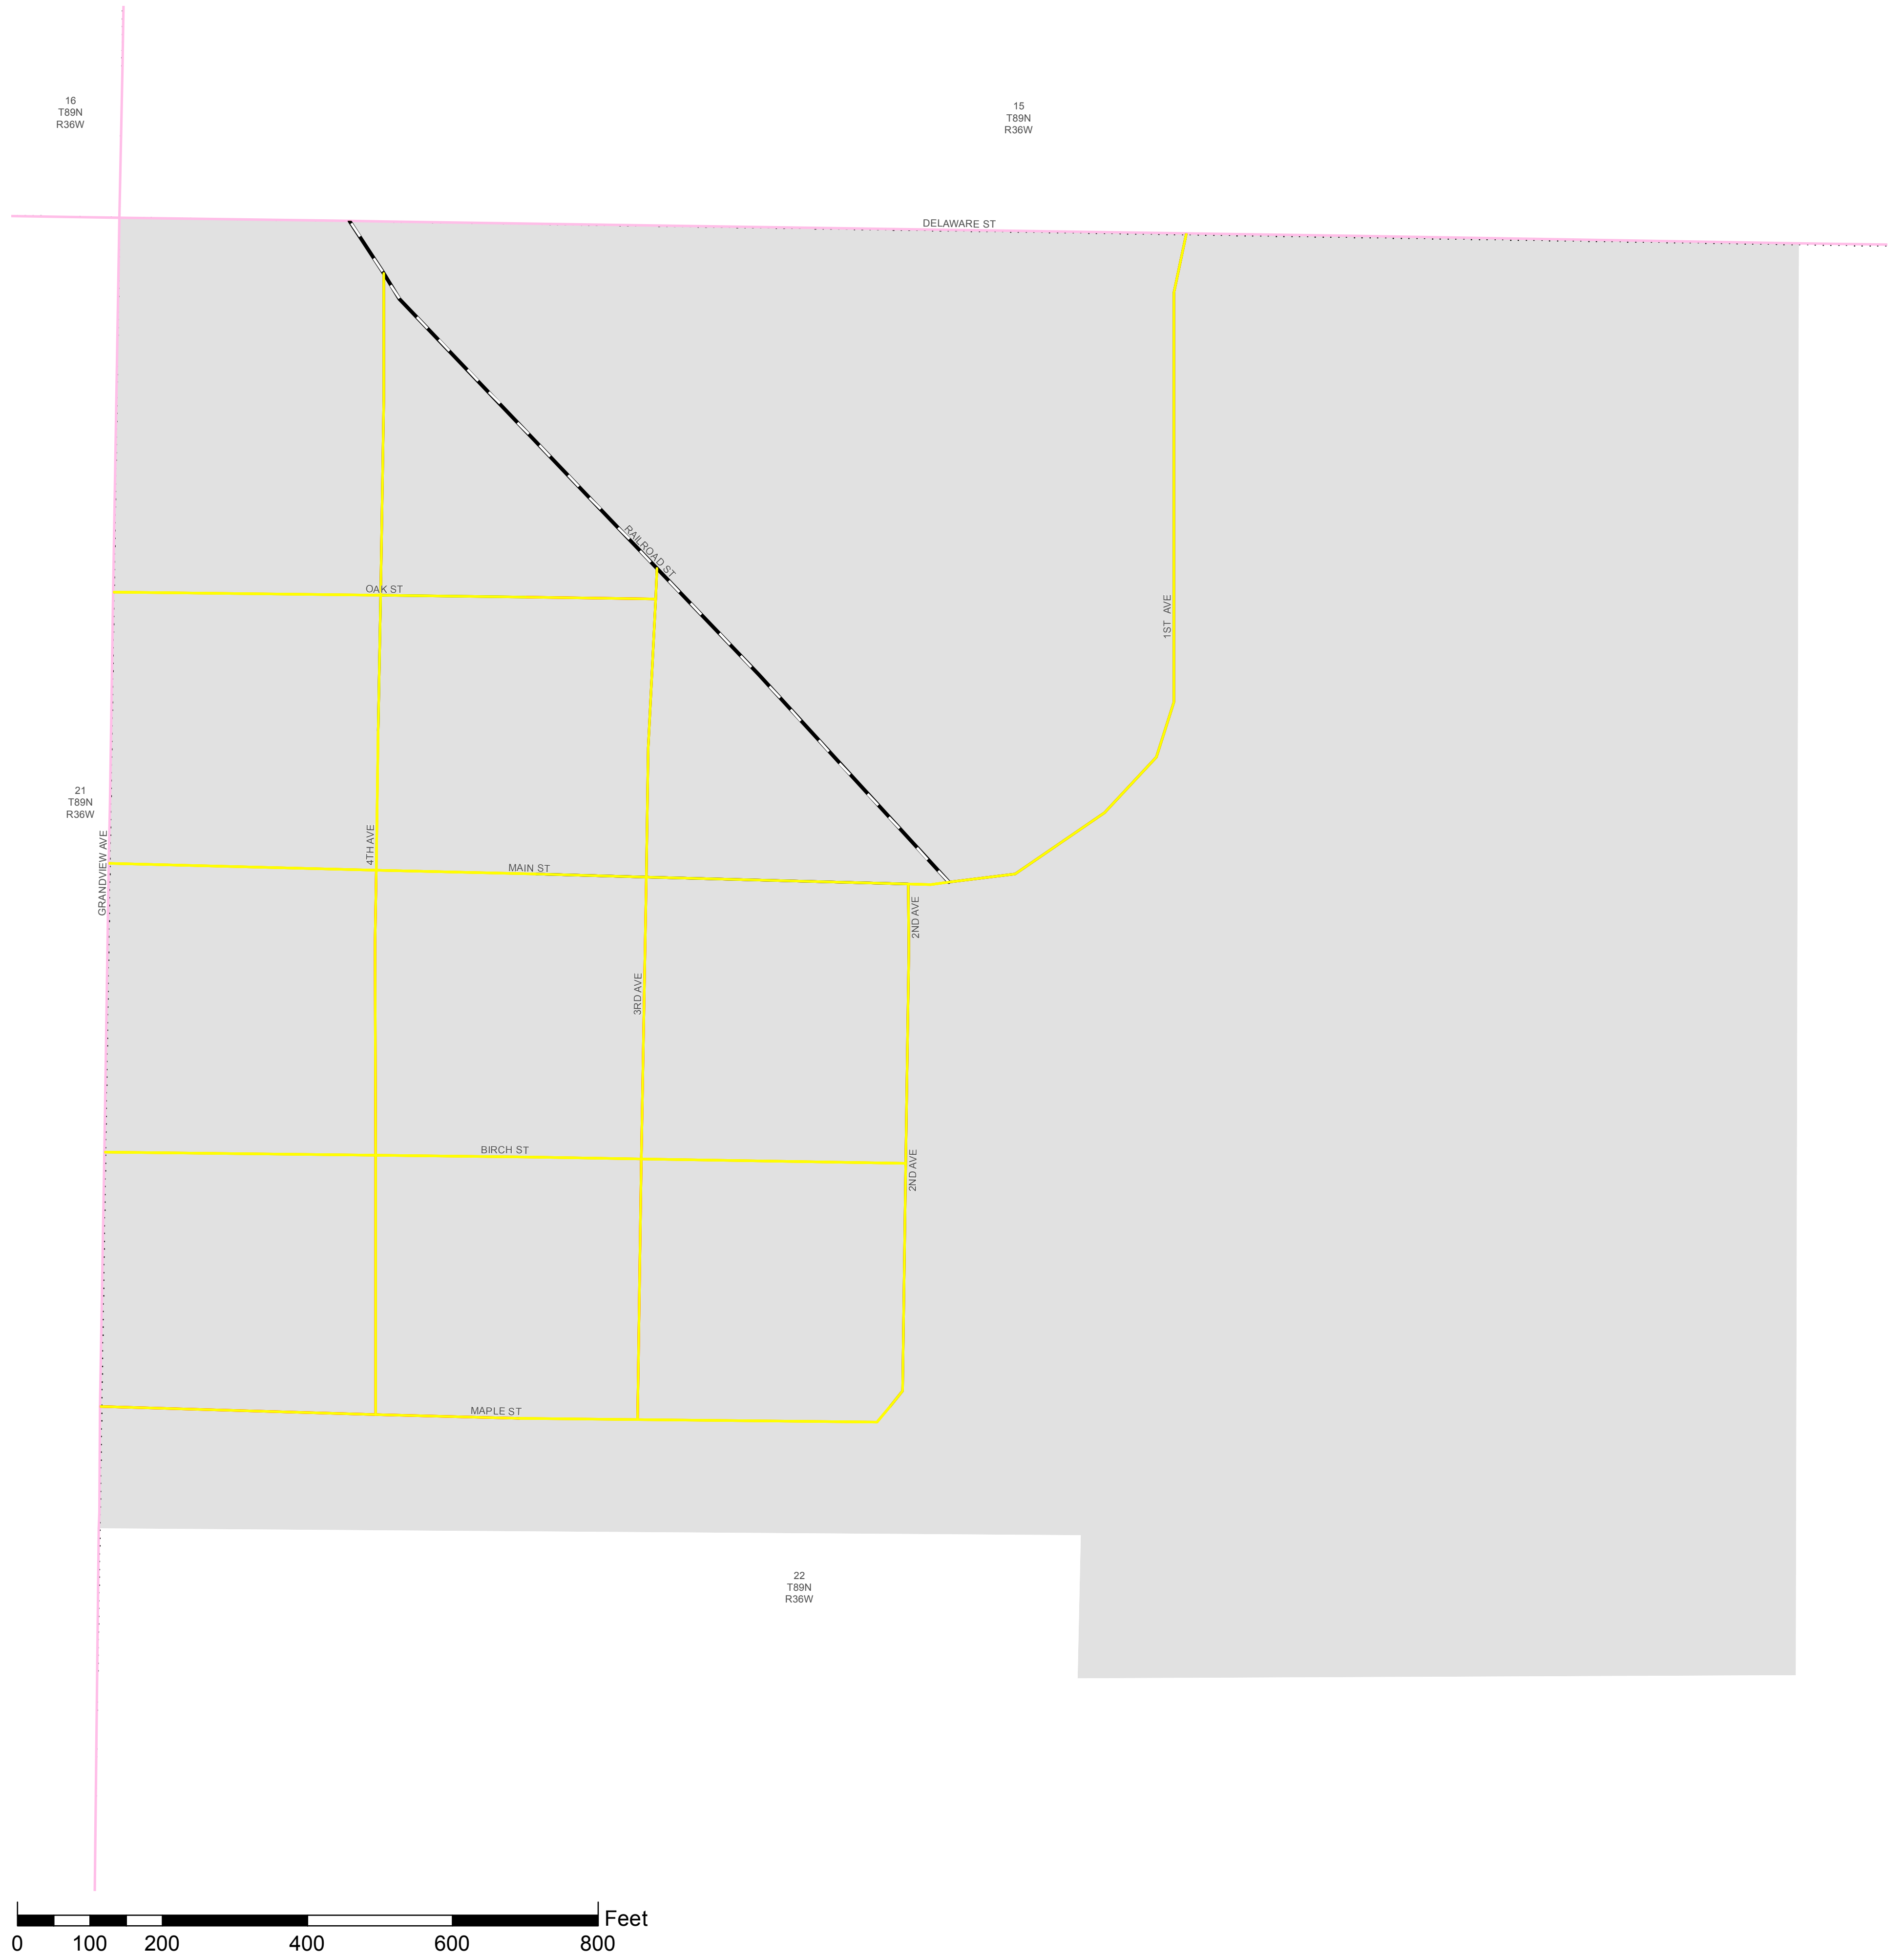 16
T89N
R36W
15
T89N
R36W
DELAWARE ST
RAILROAD ST
OAK ST
1ST AVE
21
T89N
R36W
GRANDVIEW AVE
4TH AVE
MAIN ST
2ND AVE
3RD AVE
BIRCH ST
2ND AVE
MAPLE ST
22
T89N
R36W
Feet
0 100 200 400 600 800